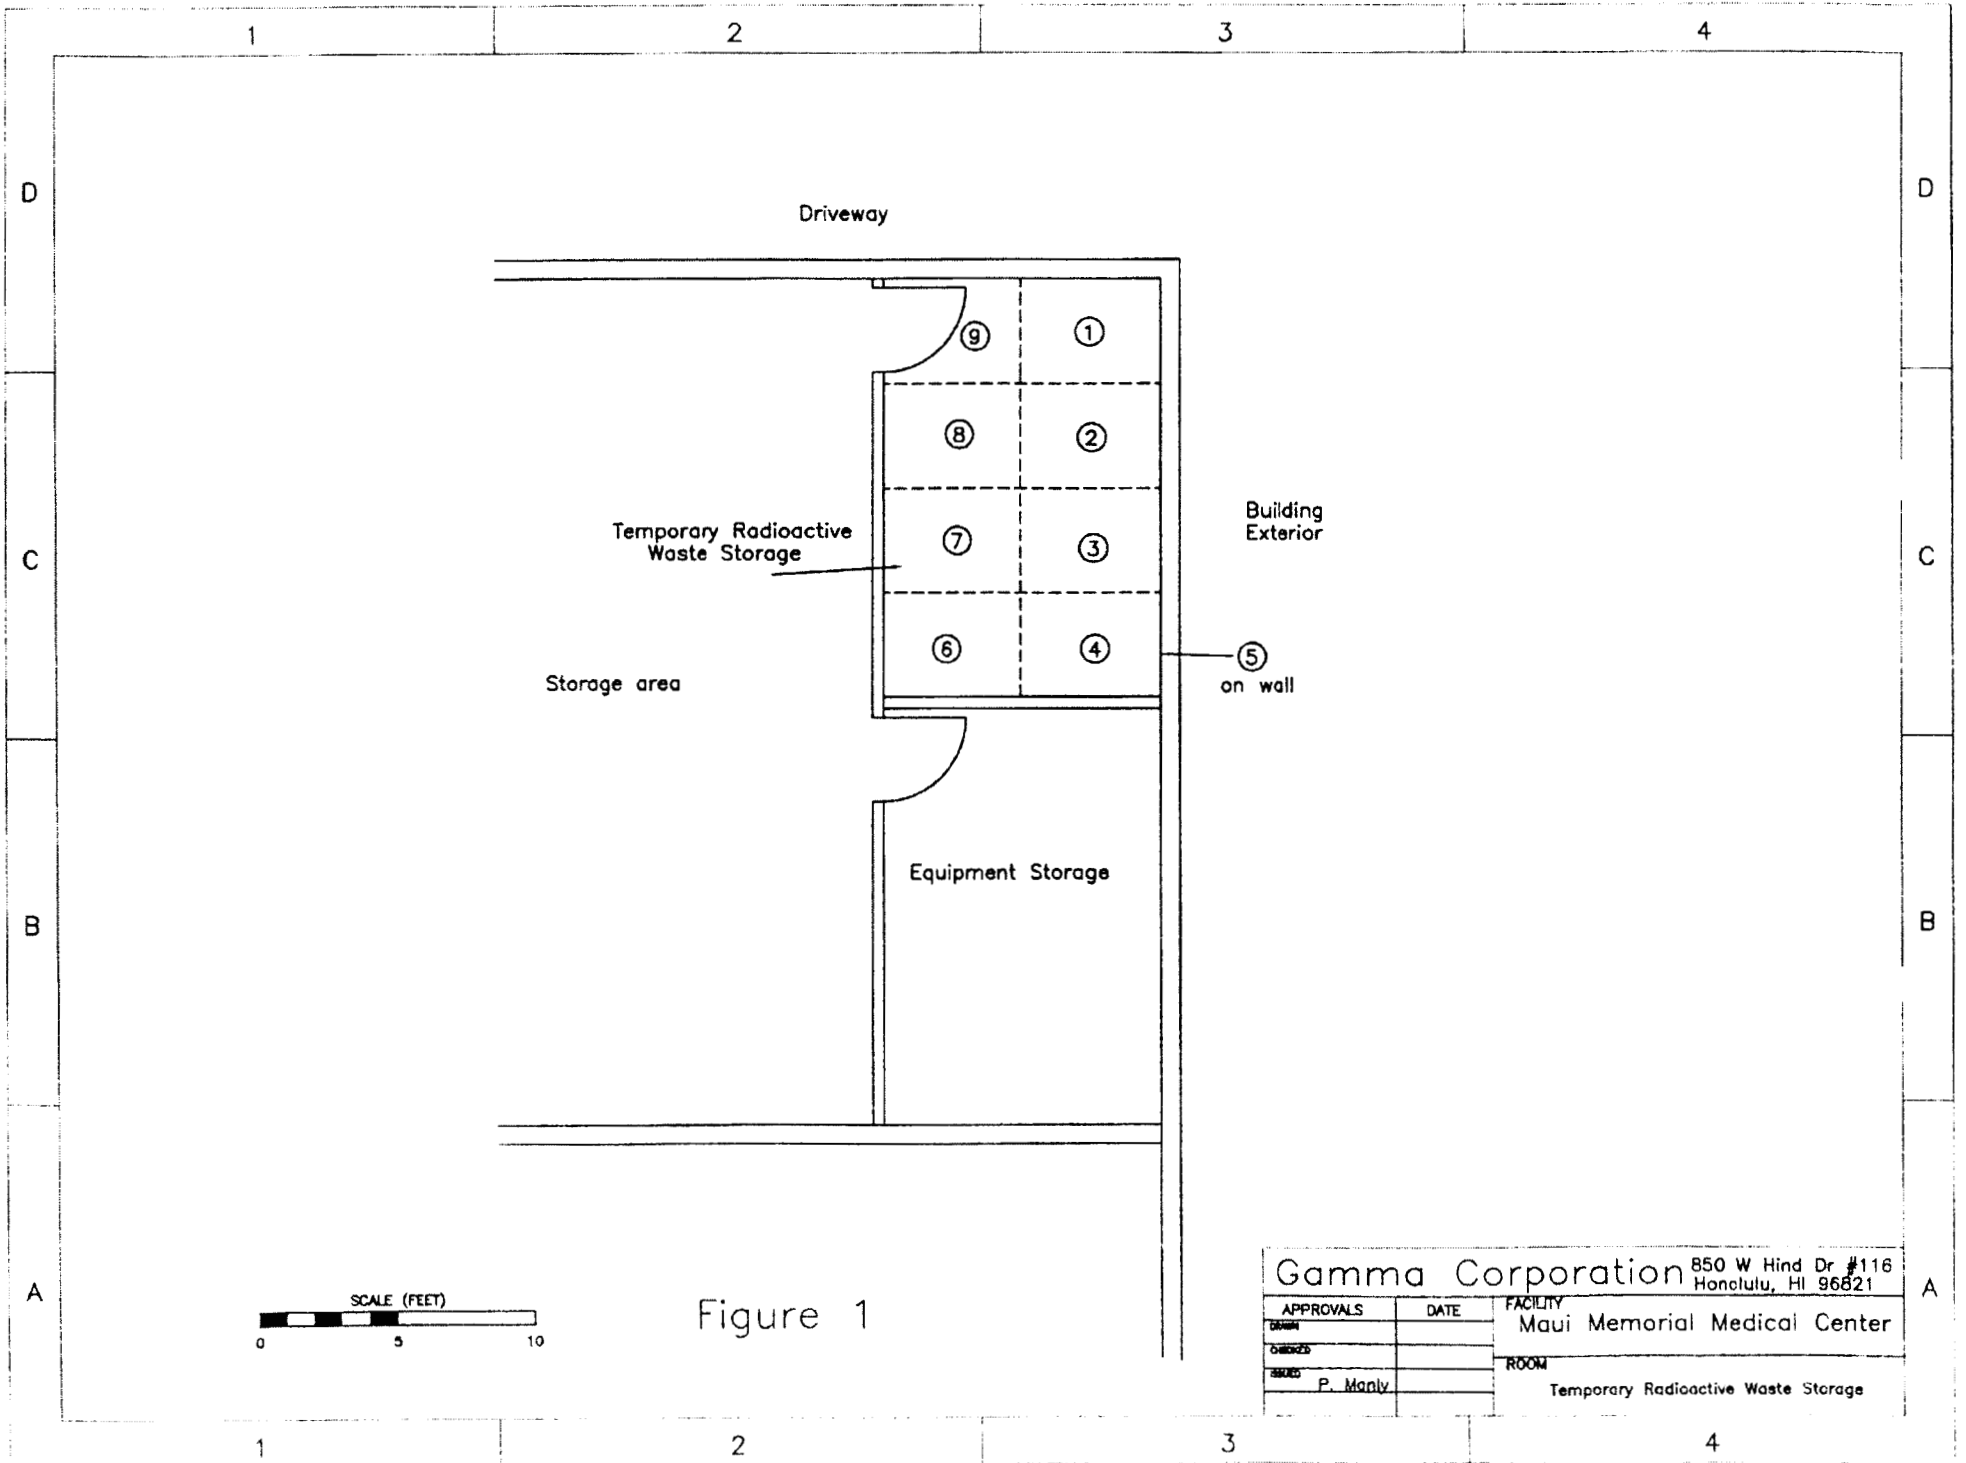 1 2 3 4
D D
Driveway
9 1
8 2
Building
Exterior
Temporary Radioactive
Waste Storage
7 3
C C
6 4 5
on wall
Storage area
Equipment Storage
B B
A A
SCALE (FEET)
0 5 10
Figure 1
Gamma Corporation 850 W Hind Dr #116
Honolulu, HI 96821
APPROVALS DATE FACILITY
Maui Memorial Medical Center
DRAWN
CHECKED
ISSUED P. Manly
ROOM
Temporary Radioactive Waste Storage
1 2 3 4